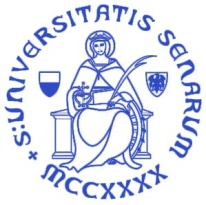 + S: UNIVERSITATIS SENARUM
MCCXXXX